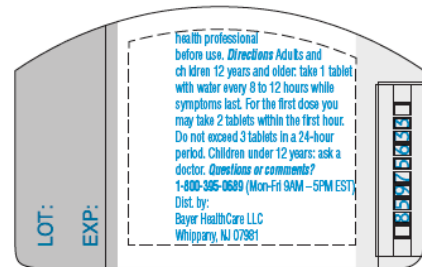 health professional
before use. Directions Adults and
children 12 years and older: take 1 tablet
with water every 8 to 12 hours while
symptoms last. For the first dose you
may take 2 tablets within the first hour.
Do not exceed 3 tablets in a 24-hour
period. Children under 12 years: ask a
doctor. Questions or comments?
1-800-395-0689 (Mon-Fri 9AM – 5PM EST)
Dist. by:
Bayer HealthCare LLC
Whippany, NJ 07981
LOT:
EXP: